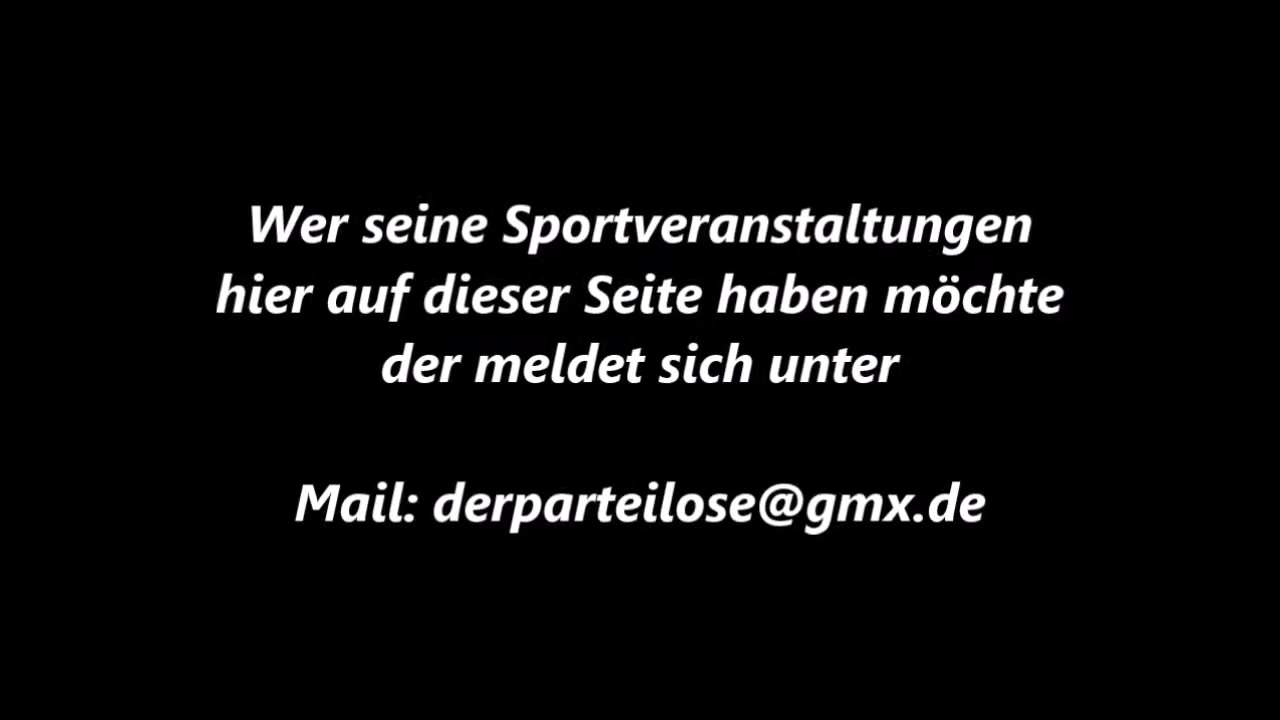 Wer seine Sportveranstaltungen
hier auf dieser Seite haben möchte
der meldet sich unter
Mail: derparteilose@gmx.de